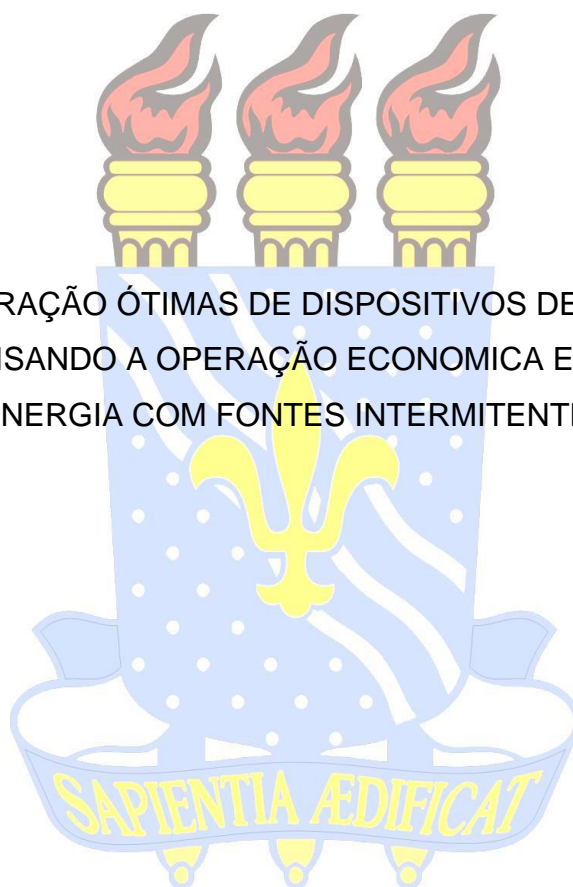 RAÇÃO ÓTIMAS DE DISPOSITIVOS DE
ISANDO A OPERAÇÃO ECONOMICA E
NERGIA COM FONTES INTERMITENT
SAPIENTIA ÆDIFICAT